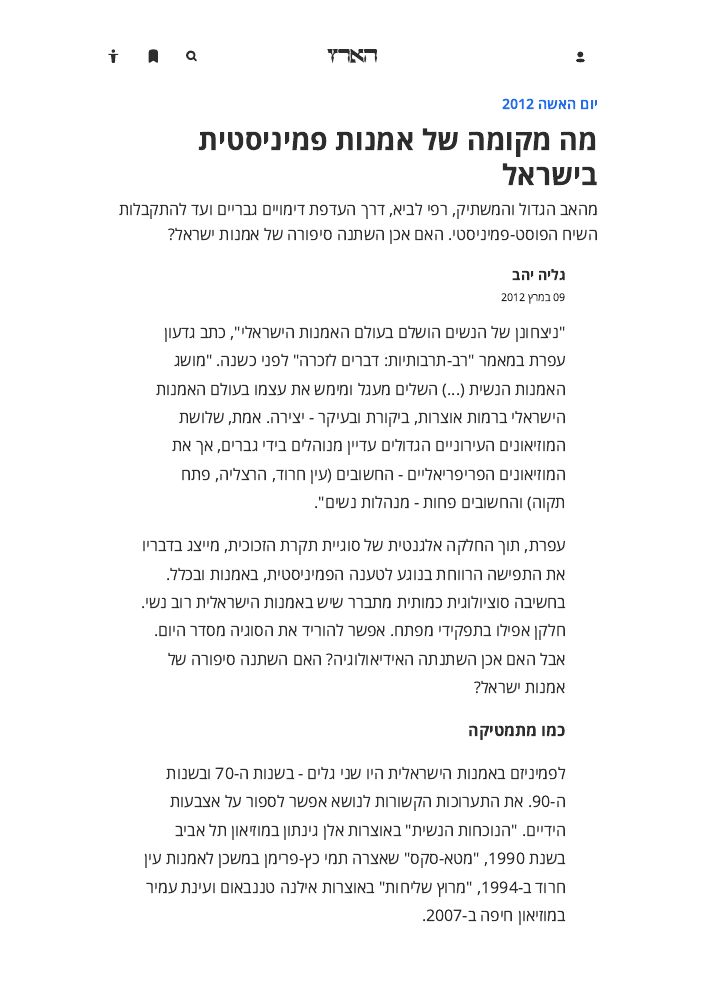 הארץ
יום האשה 2012
מה מקומה של אמנות פמיניסטית
בישראל
מהאב הגדול והמשתיק, רפי לביא, דרך העדפת דימויים גבריים ועד להתקבלות
השיח הפוסט-פמיניסטי. האם אכן השתנה סיפורה של אמנות ישראל?
גליה יהב
09 במרץ 2012
"ניצחונן של הנשים הושלם בעולם האמנות הישראלי", כתב גדעון
עפרת במאמר "רב-תרבותיות: דברים לזכרה" לפני כשנה. "מושג
האמנות הנשית (...) השלים מעגל ומימש את עצמו בעולם האמנות
הישראלי ברמות אוצרות, ביקורת ובעיקר - יצירה. אמת, שלושת
המוזיאונים העירוניים הגדולים עדיין מנוהלים בידי גברים, אך את
המוזיאונים הפריפריאליים - החשובים (עין חרוד, הרצליה, פתח
תקוה) והחשובים פחות - מנהלות נשים".
עפרת, תוך החלקה אלגנטית של סוגיית תקרת הזכוכית, מייצג בדבריו
את התפישה הרווחת בנוגע לטענה הפמיניסטית, באמנות ובכלל.
בחשיבה סוציולוגית כמותית מתברר שיש באמנות הישראלית רוב נשי.
חלקן אפילו בתפקידי מפתח. אפשר להוריד את הסוגיה מסדר היום.
אבל האם אכן השתנתה האידיאולוגיה? האם השתנה סיפורה של
אמנות ישראל?
כמו מתמטיקה
לפמיניזם באמנות הישראלית היו שני גלים - בשנות ה-70 ובשנות
ה-90. את התערוכות הקשורות לנושא אפשר לספור על אצבעות
הידיים. "הנוכחות הנשית" באוצרות אלן גינתון במוזיאון תל אביב
בשנת 1990, "מטא-סקס" שאצרה תמי כץ-פרימן במשכן לאמנות עין
חרוד ב-1994, "מרוץ שליחות" באוצרות אילנה טננבאום ועינת עמיר
במוזיאון חיפה ב-2007.